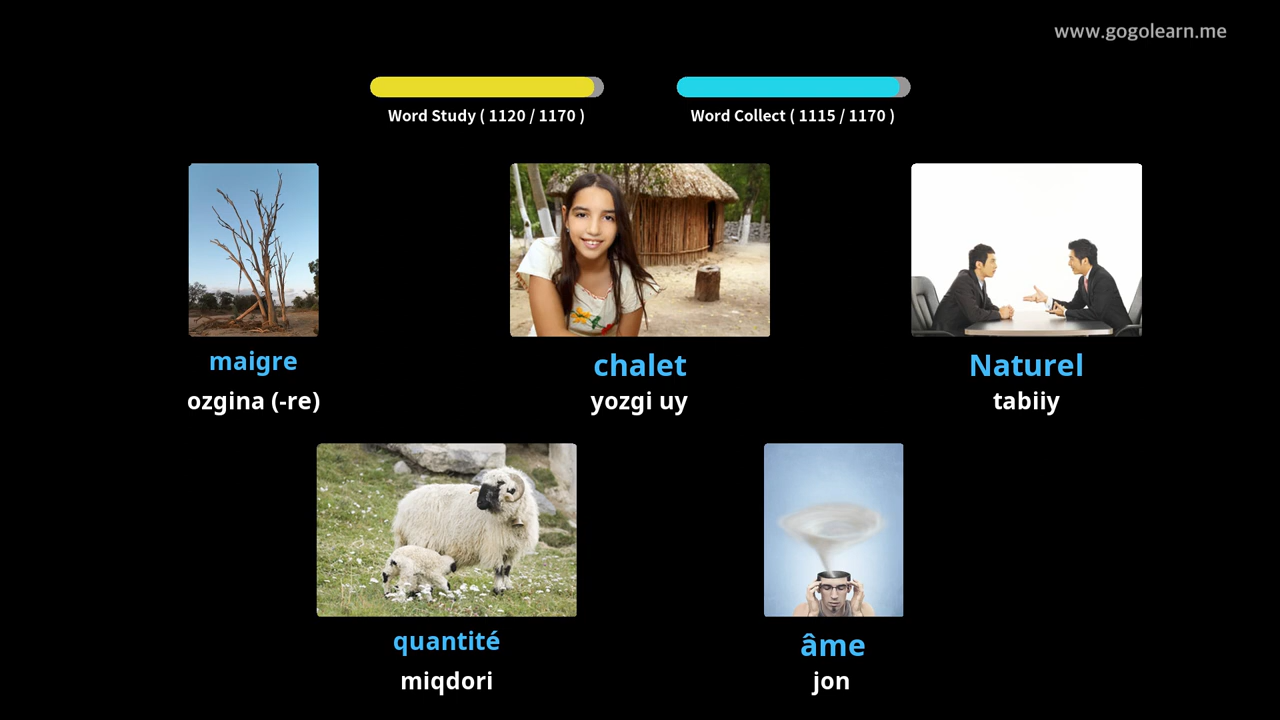 www.gogolearn.me
Word Study ( 1120 / 1170 )
Word Collect ( 1115 / 1170 )
maigre
ozgina (-re)
chalet
yozgi uy
Naturel
tabiiy
quantité
miqdori
âme
jon